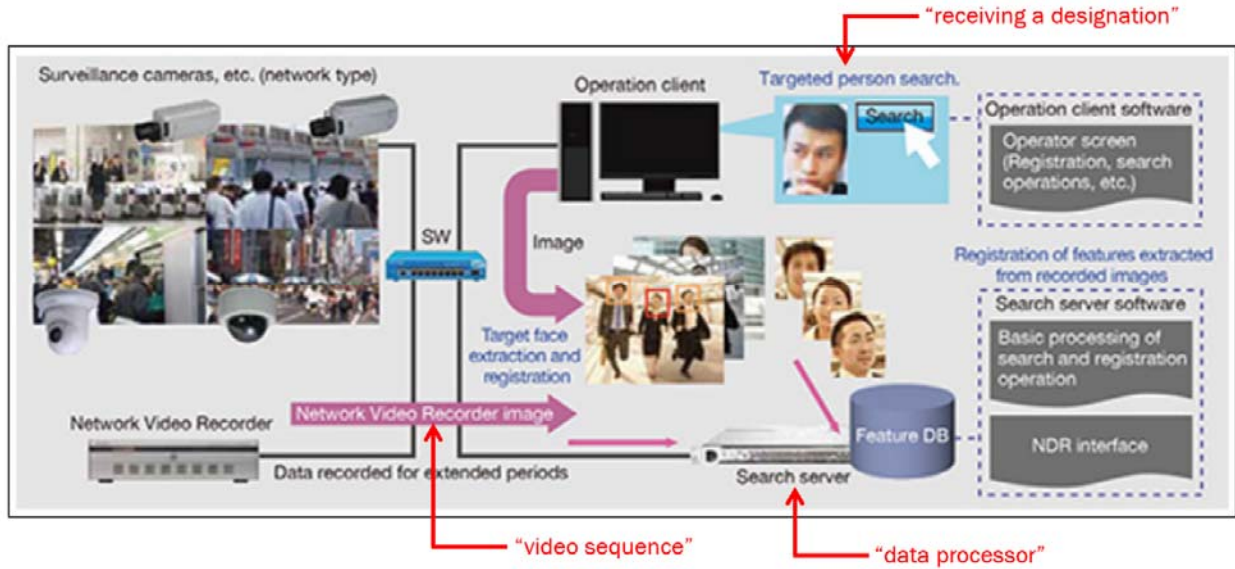 "receiving a designation"
Surveillance cameras, etc. (network type)
Operation client
Targeted person search.
Search
Operation client software
Operator screen
(Registration, search
operations, etc.)
SW
Image
Target face
extraction and
registration
Registration of features extracted
from recorded images
Search server software
Basic processing of
search and registration
operation
NDR interface
Network Video Recorder
Network Video Recorder image
Data recorded for extended periods
Feature DB
Search server
"video sequence"
"data processor"